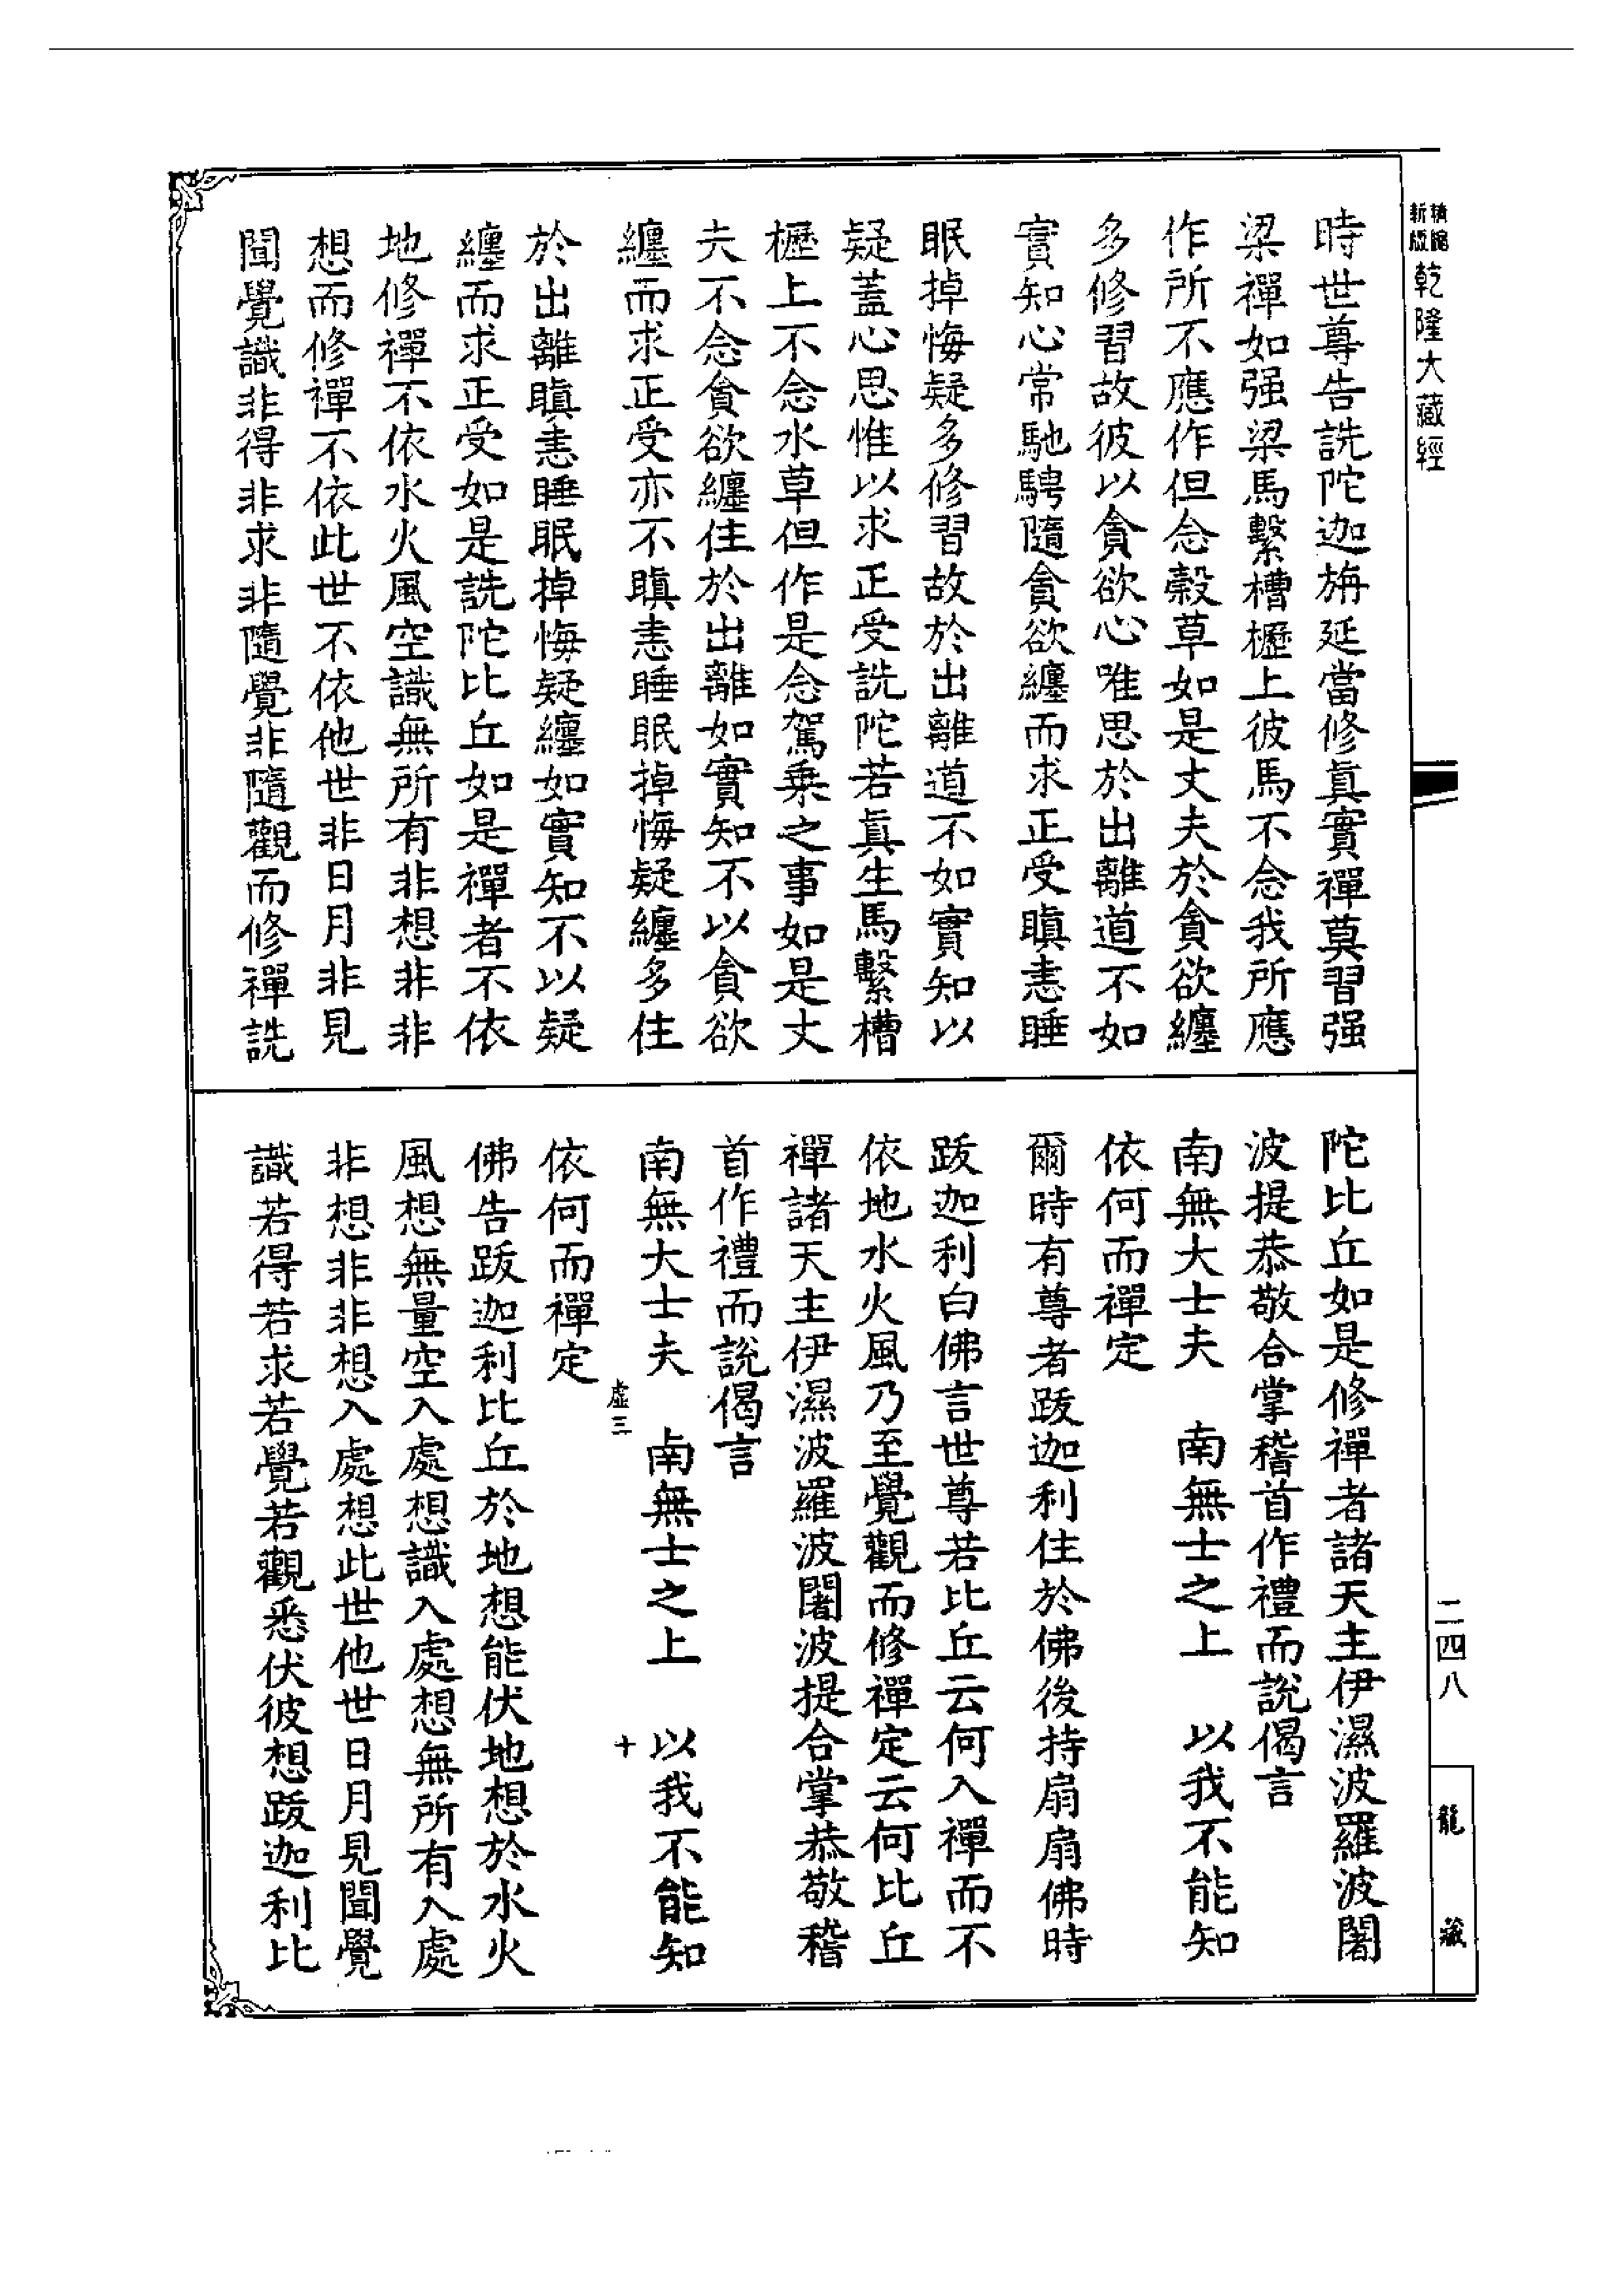 精縮
新版
乾隆大藏經
時世尊告詵陀迦旃延當修真實禪莫習强
梁禪如强梁馬繫槽櫪上彼馬不念我所應
作所不應作但念穀草如是丈夫於貪欲纏
多修習故彼以貪欲心唯思於出離道不如
實知心常馳騁隨貪欲纏而求正受瞋恚睡
眠掉悔疑多修習故於出離道不如實知以
疑蓋心思惟以求正受詵陀若真生馬繫槽
櫪上不念水草但作是念駕乗之事如是丈
夫不念貪欲纏住於出離如實知不以貪欲
纏而求正受亦不瞋恚睡眠掉悔疑纏多住
於出離瞋恚睡眠掉悔疑纏如實知不以疑
纏而求正受如是詵陀比丘如是禪者不依
地修禪不依水火風空識無所有非想非非
想而修禪不依此世不依他世非日月非見
聞覺識非得非求非隨覺非隨觀而修禪詵
陀比丘如是修禪者諸天主伊濕波羅波闍
波提恭敬合掌稽首作禮而說偈言
南無大士夫　南無士之上　以我不能知
依何而禪定
爾時有尊者跋迦利住於佛後持扇扇佛時
跋迦利白佛言世尊若比丘云何入禪而不
依地水火風乃至覺觀而修禪定云何比丘
禪諸天主伊濕波羅波闍波提合掌恭敬稽
首作禮而說偈言
南無大士夫　南無士之上　以我不能知
虛三　十
依何而禪定
佛告跋迦利比丘於地想能伏地想於水火
風想無量空入處想識入處想無所有入處
非想非非想入處想此世他世日月見聞覺
識若得若求若覺若觀悉伏彼想跋迦利比
二四八
龍藏